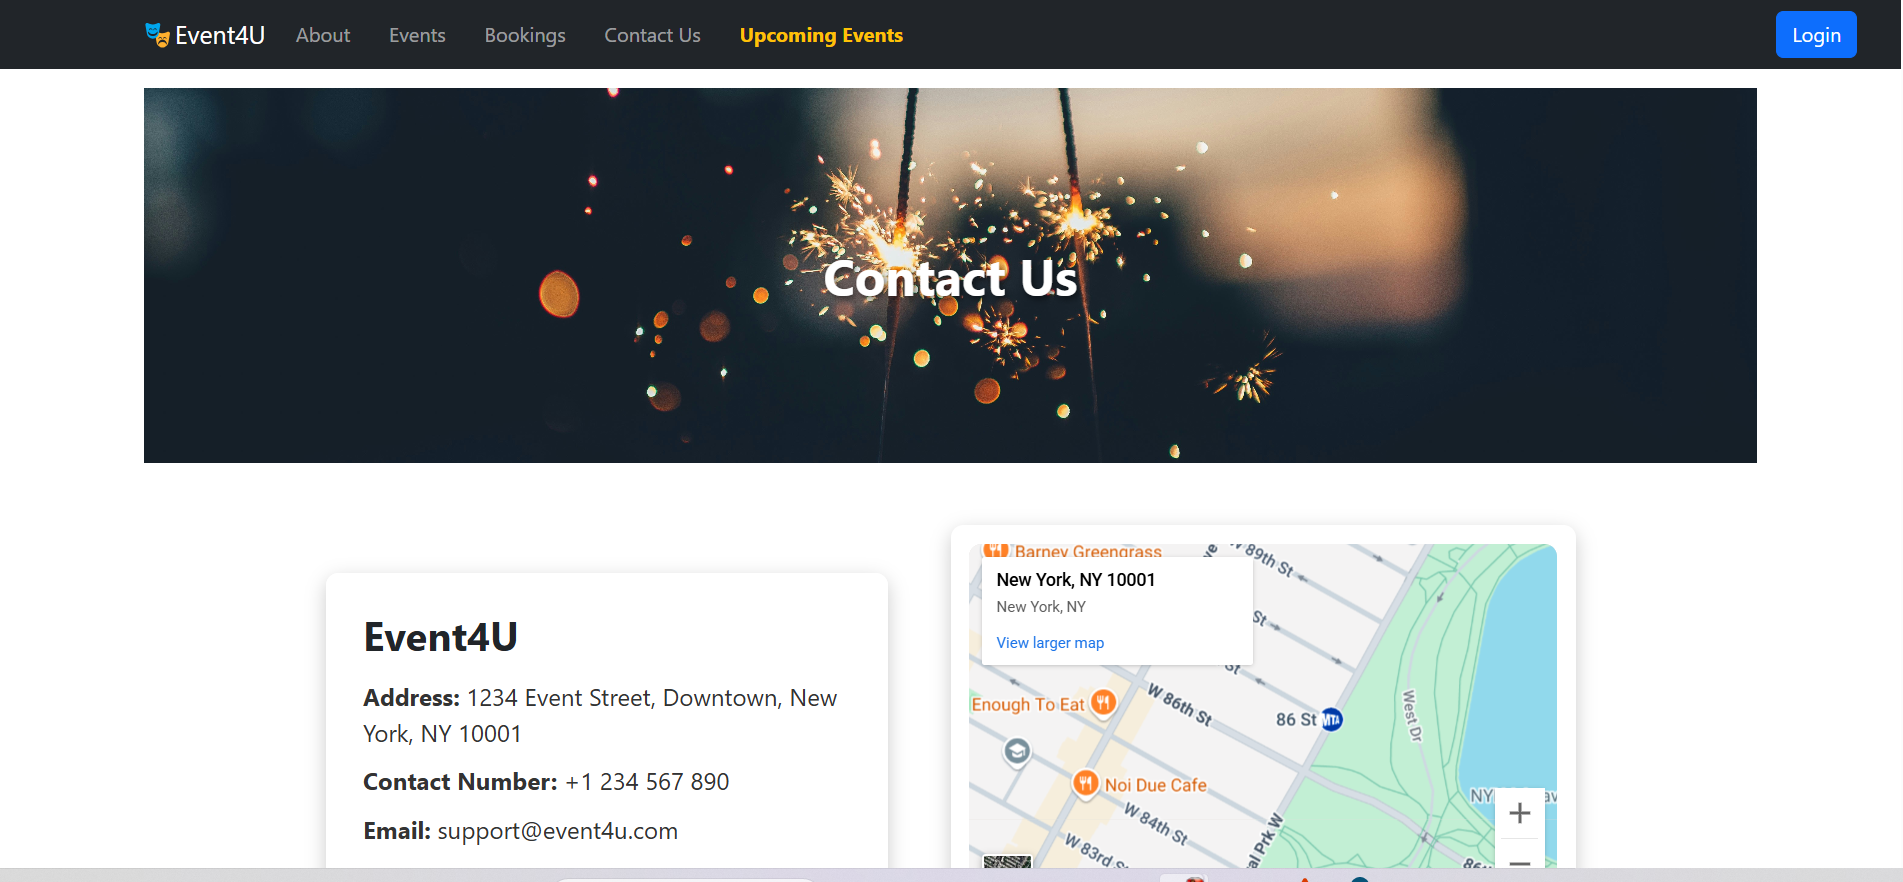 Event4U About Events Bookings Contact Us Upcoming Events Login
Contact Us
Event4U
Address: 1234 Event Street, Downtown, New
York, NY 10001
Contact Number: +1 234 567 890
Email: support@event4u.com
Barney Greengrass
W 89th St
New York, NY 10001
New York, NY
View larger map
St
St
Enough To Eat
W 86th St
86 St MTA
West Dr
Noi Due Cafe
W 84th St
W 83rd S
al Prk W
NY
86